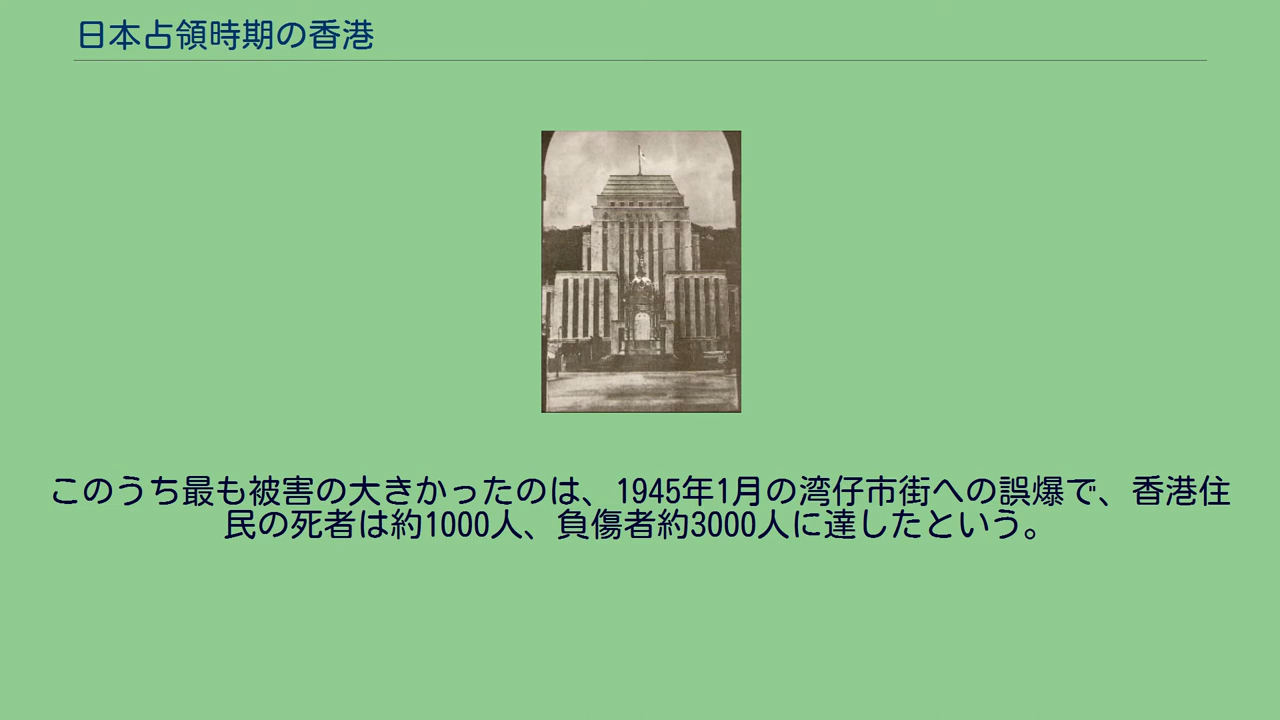 日本占領時期の香港
このうち最も被害の大きかったのは、1945年1月の湾仔市街への誤爆で、香港住
民の死者は約1000人、負傷者約3000人に達したという。